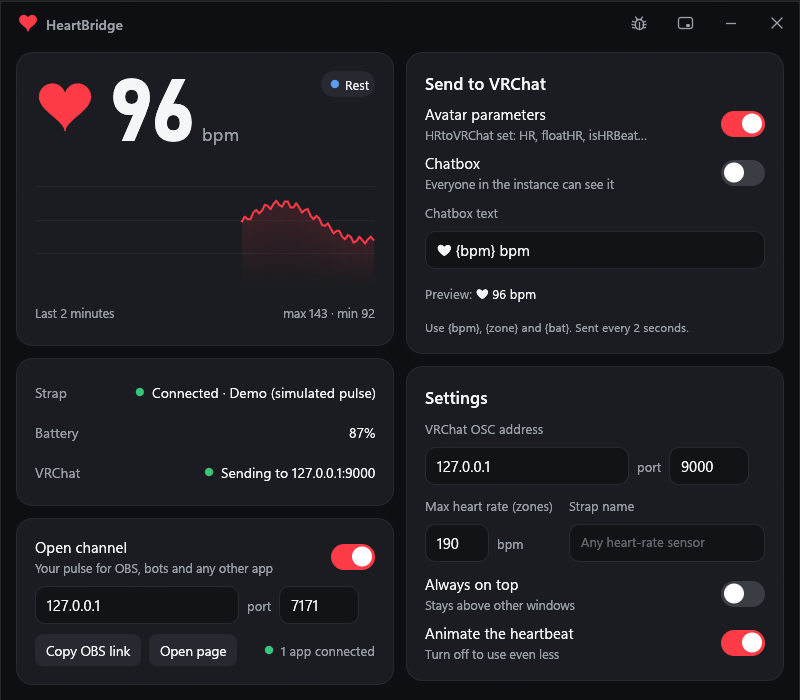 HeartBridge
96 bpm
Rest
Last 2 minutes
max 143 · min 92
Strap
Connected · Demo (simulated pulse)
Battery
87%
VRChat
Sending to 127.0.0.1:9000
Open channel
Your pulse for OBS, bots and any other app
127.0.0.1 port 7171
Copy OBS link
Open page
1 app connected
Send to VRChat
Avatar parameters
HRtoVRChat set: HR, floatHR, isHRBeat...
Chatbox
Everyone in the instance can see it
Chatbox text
♥ {bpm} bpm
Preview: ♥ 96 bpm
Use {bpm}, {zone} and {bat}. Sent every 2 seconds.
Settings
VRChat OSC address
127.0.0.1 port 9000
Max heart rate (zones) Strap name
190 bpm Any heart-rate sensor
Always on top
Stays above other windows
Animate the heartbeat
Turn off to use even less